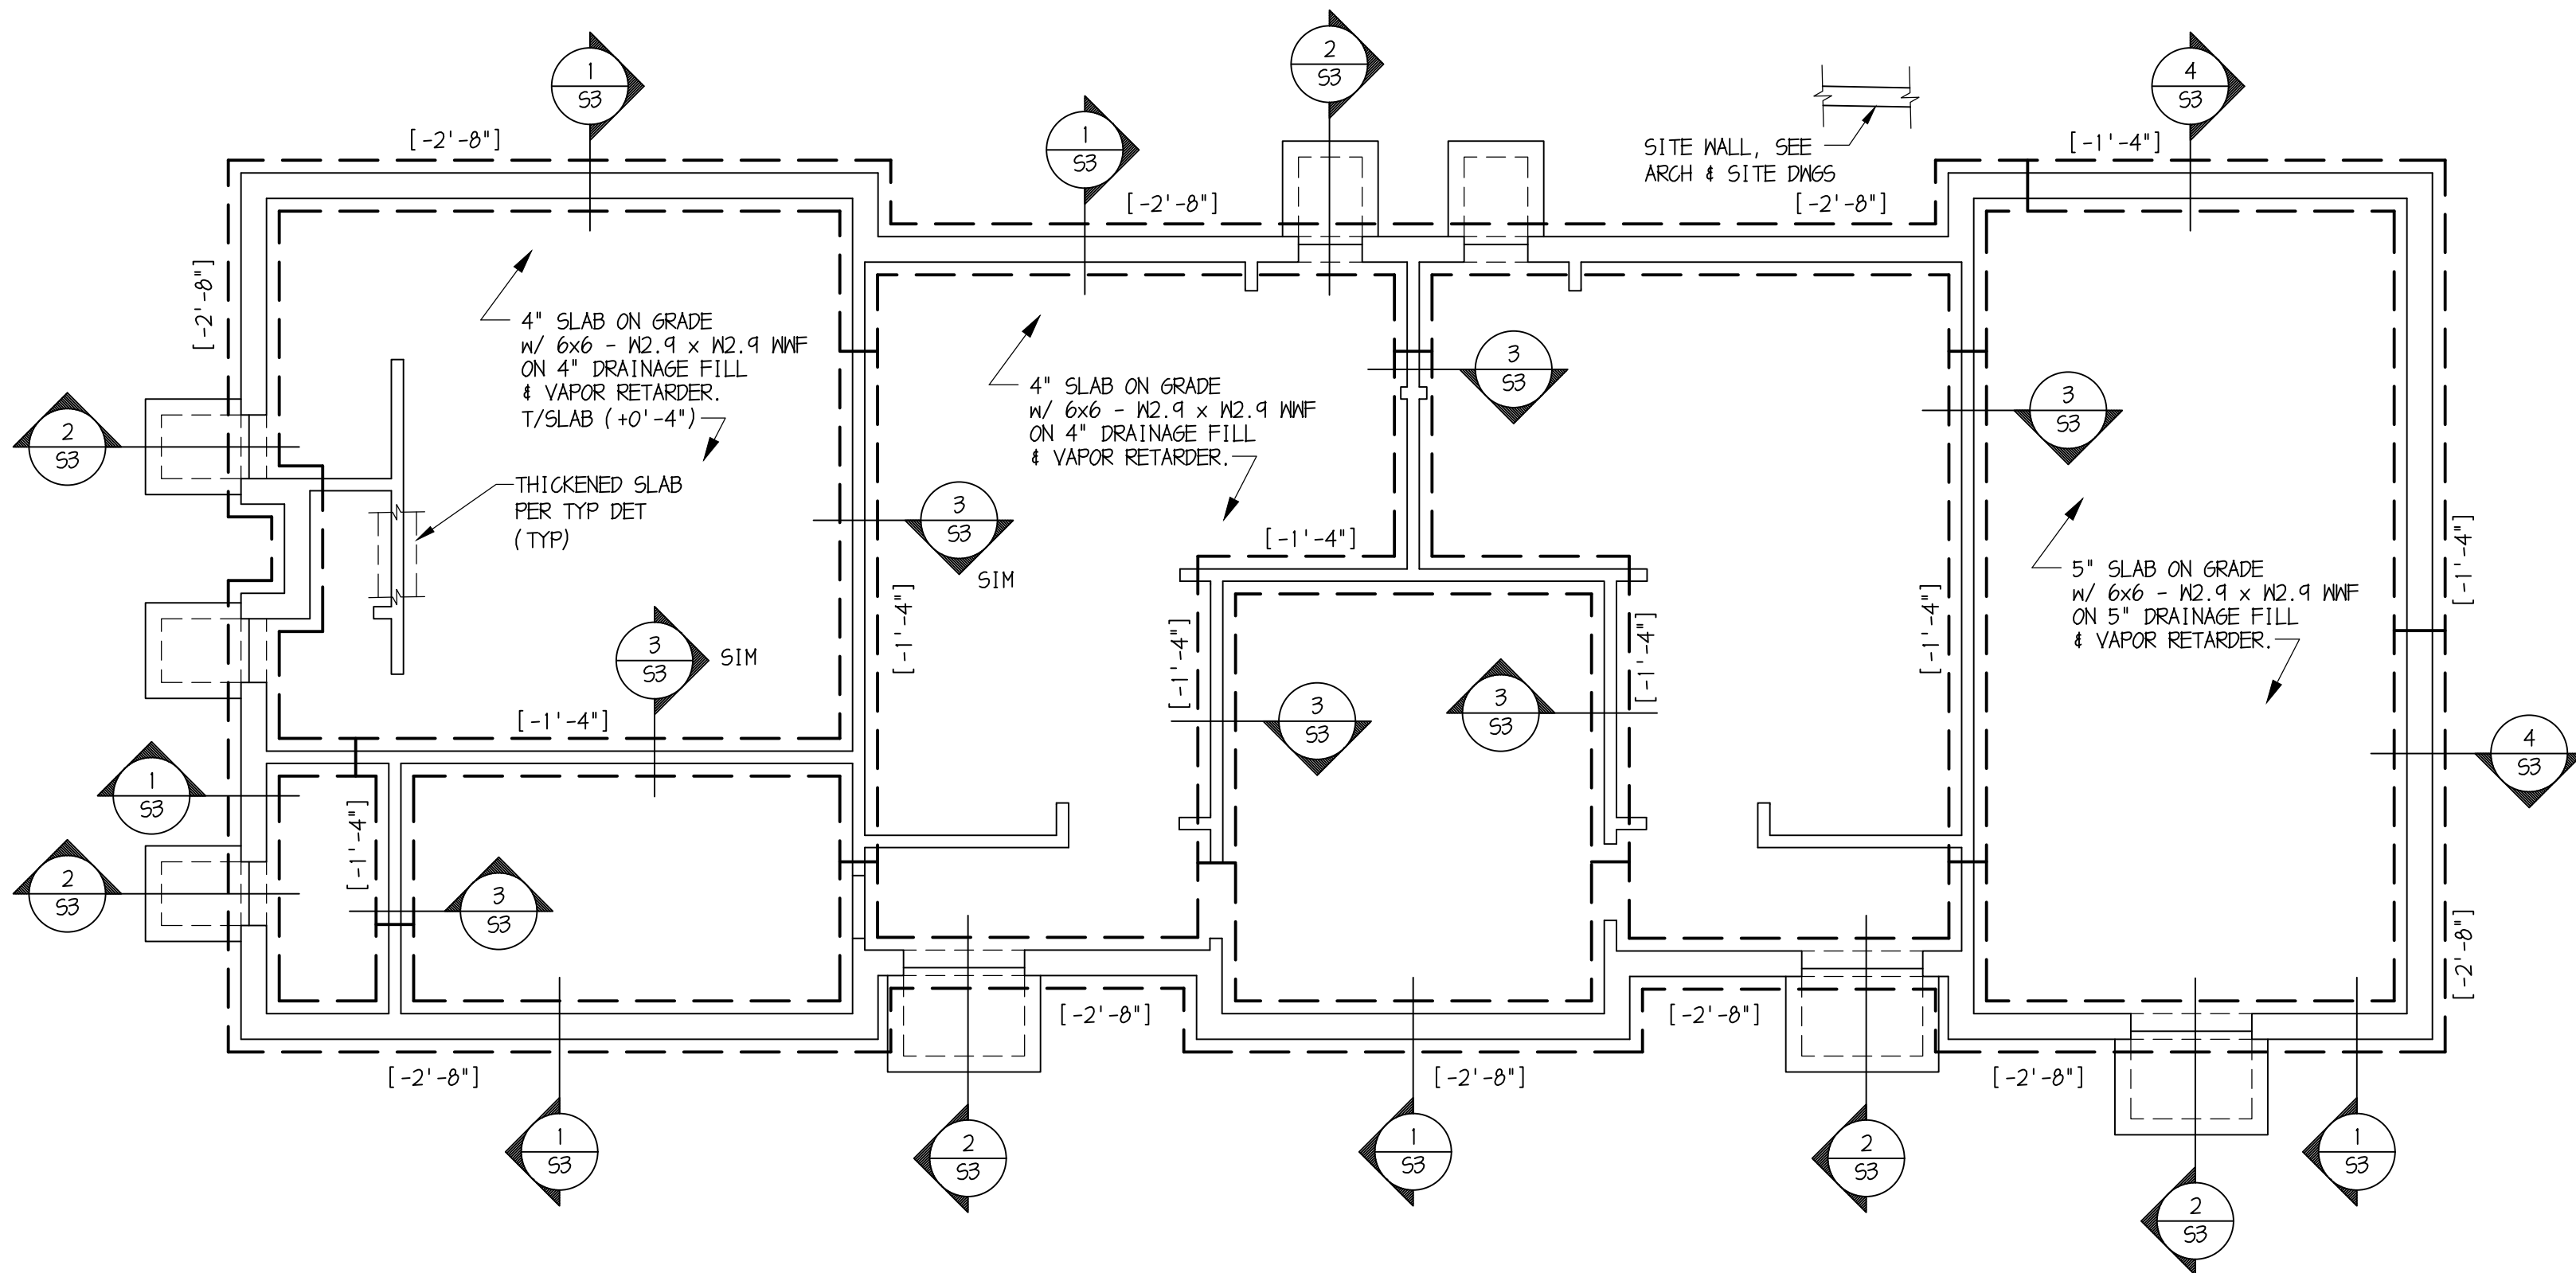 2
S3
1
S3
4
S3
[-2'-8"]
1
S3
SITE WALL, SEE
ARCH & SITE DWGS
[-1'-4"]
[-2'-8"]
[-2'-8"]
[-2'-8"]
4" SLAB ON GRADE
w/ 6x6 - W2.9 x W2.9 WWF
ON 4" DRAINAGE FILL
& VAPOR RETARDER.
T/SLAB (+0'-4")
4" SLAB ON GRADE
w/ 6x6 - W2.9 x W2.9 WWF
ON 4" DRAINAGE FILL
& VAPOR RETARDER.
3
S3
3
S3
2
S3
THICKENED SLAB
PER TYP DET
(TYP)
3
S3
SIM
[-1'-4"]
[-1'-4"]
5" SLAB ON GRADE
w/ 6x6 - W2.9 x W2.9 WWF
ON 5" DRAINAGE FILL
& VAPOR RETARDER.
[-1'-4"]
[-1'-4"]
[-1'-4"]
[-1'-4"]
3
S3
SIM
3
S3
3
S3
[-1'-4"]
4
S3
1
S3
[-1'-4"]
2
S3
3
S3
[-2'-8"]
[-2'-8"]
[-2'-8"]
[-2'-8"]
[-2'-8"]
[-2'-8"]
1
S3
2
S3
1
S3
2
S3
1
S3
2
S3